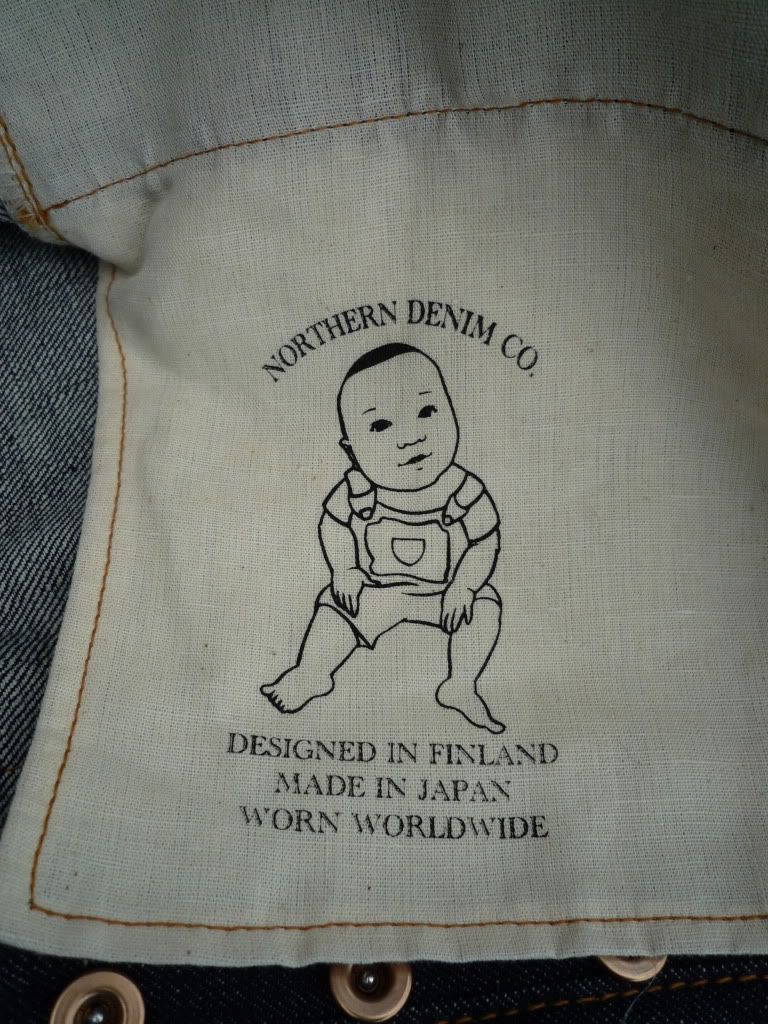 NORTHERN DENIM CO.
DESIGNED IN FINLAND
MADE IN JAPAN
WORN WORLDWIDE